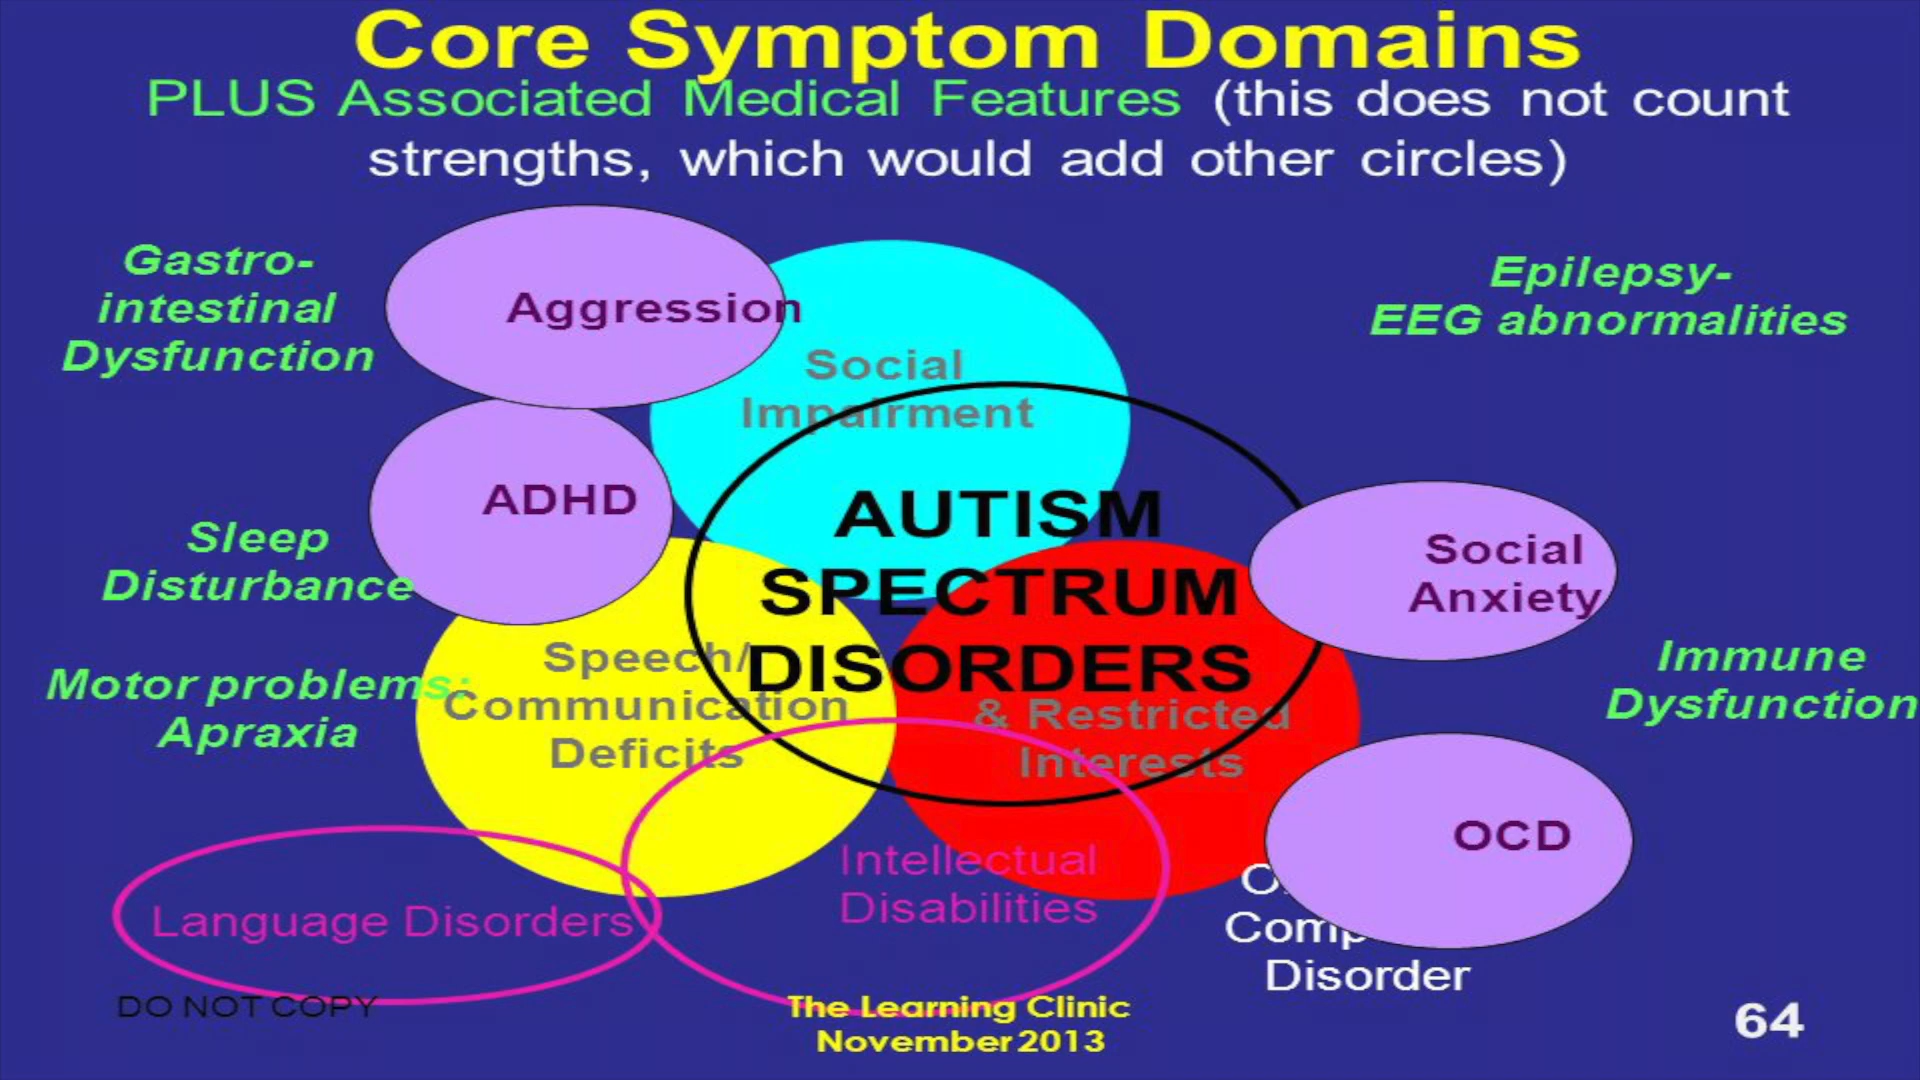 Core Symptom Domains
PLUS Associated Medical Features (this does not count
strengths, which would add other circles)
Gastro-
intestinal
Dysfunction
Aggression
Epilepsy-
EEG abnormalities
Social
Impairment
ADHD
AUTISM
SPECTRUM
DISORDERS
Sleep
Disturbance
Social
Anxiety
Speech/
Communication
Deficits
Motor problems:
Apraxia
& Restricted
Interests
Immune
Dysfunction
OCD
Intellectual
Disabilities
Language Disorders
Disorder
DO NOT COPY
The Learning Clinic
November 2013
64